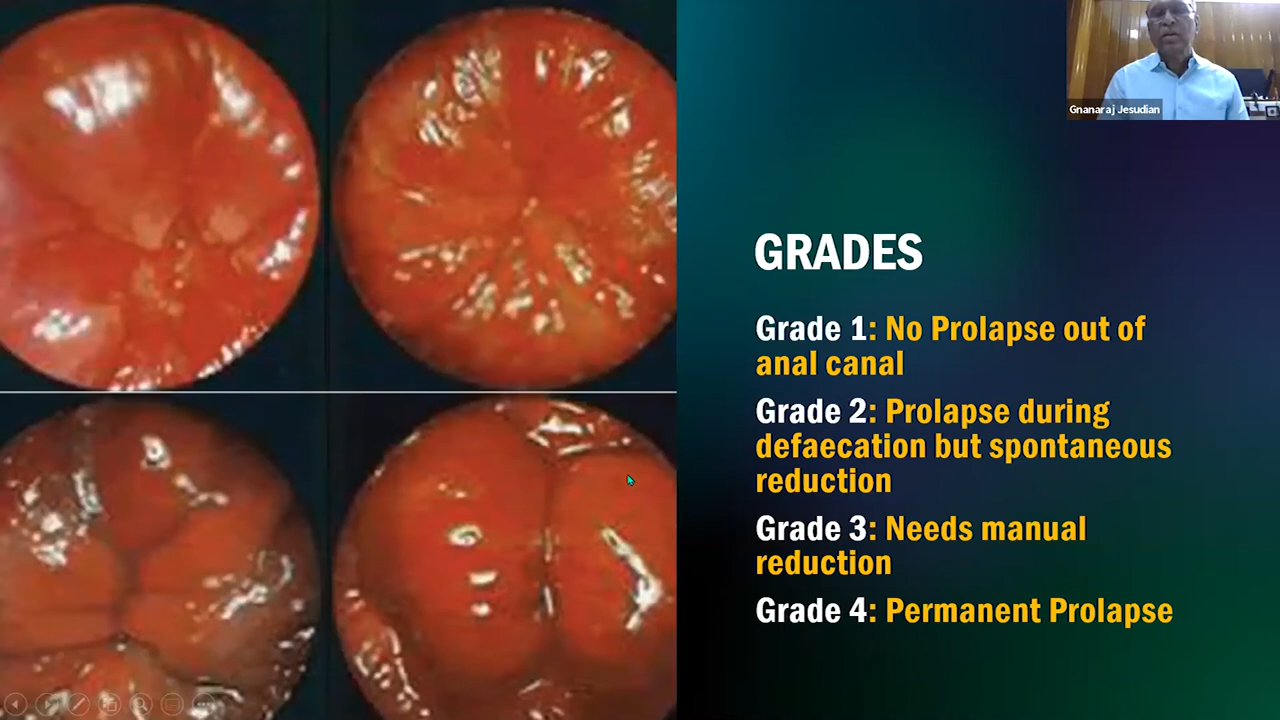 Gnanaraj Jesudian
GRADES
Grade 1: No Prolapse out of
anal canal
Grade 2: Prolapse during
defaecation but spontaneous
reduction
Grade 3: Needs manual
reduction
Grade 4: Permanent Prolapse